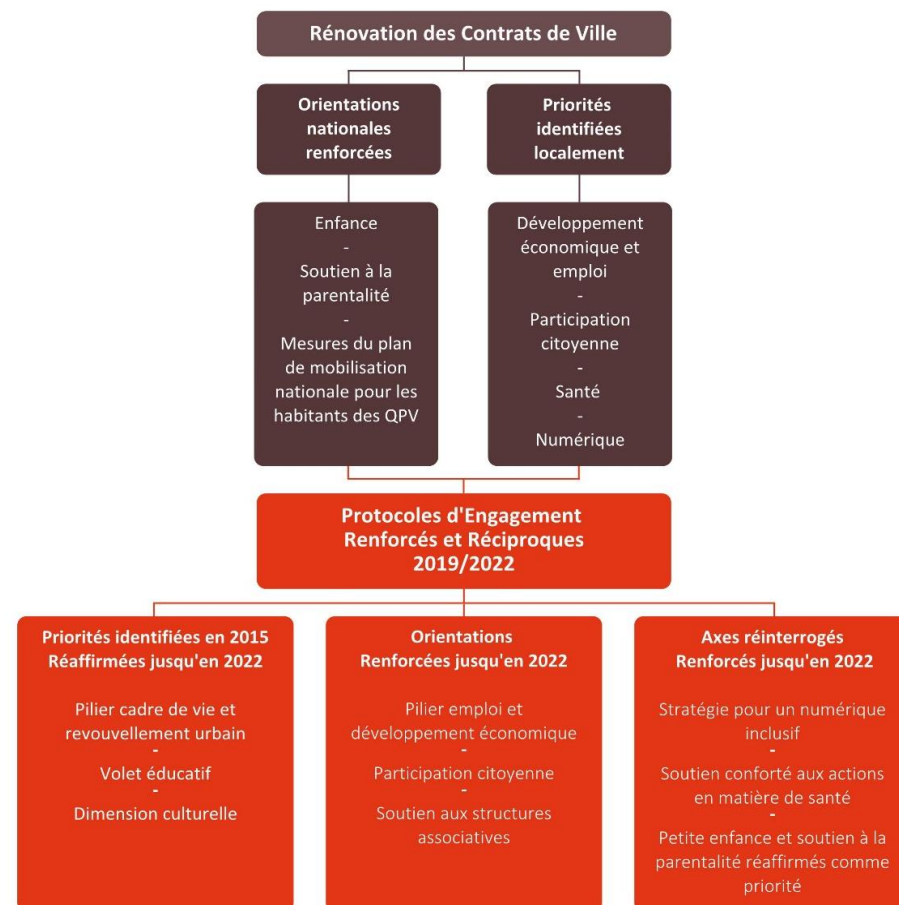 Rénovation des Contrats de Ville
Orientations
nationales
renforcées
Priorités
identifiées
localement
Enfance
-
Soutien à la
parentalité
-
Mesures du plan
de mobilisation
nationale pour les
habitants des QPV
Développement
économique et
emploi
-
Participation
citoyenne
-
Santé
-
Numérique
Protocoles d'Engagement
Renforcés et Réciproques
2019/2022
Priorités identifiées en 2015
Réaffirmées jusqu'en 2022
Pilier cadre de vie et
revouvellement urbain
-
Volet éducatif
-
Dimension culturelle
Orientations
Renforcées jusqu'en 2022
Pilier emploi et
développement économique
-
Participation citoyenne
-
Soutien aux structures
associatives
Axes réinterrogés
Renforcés jusqu'en 2022
Stratégie pour un numérique
inclusif
-
Soutien conforté aux actions
en matière de santé
-
Petite enfance et soutien à la
parentalité réaffirmés comme
priorité